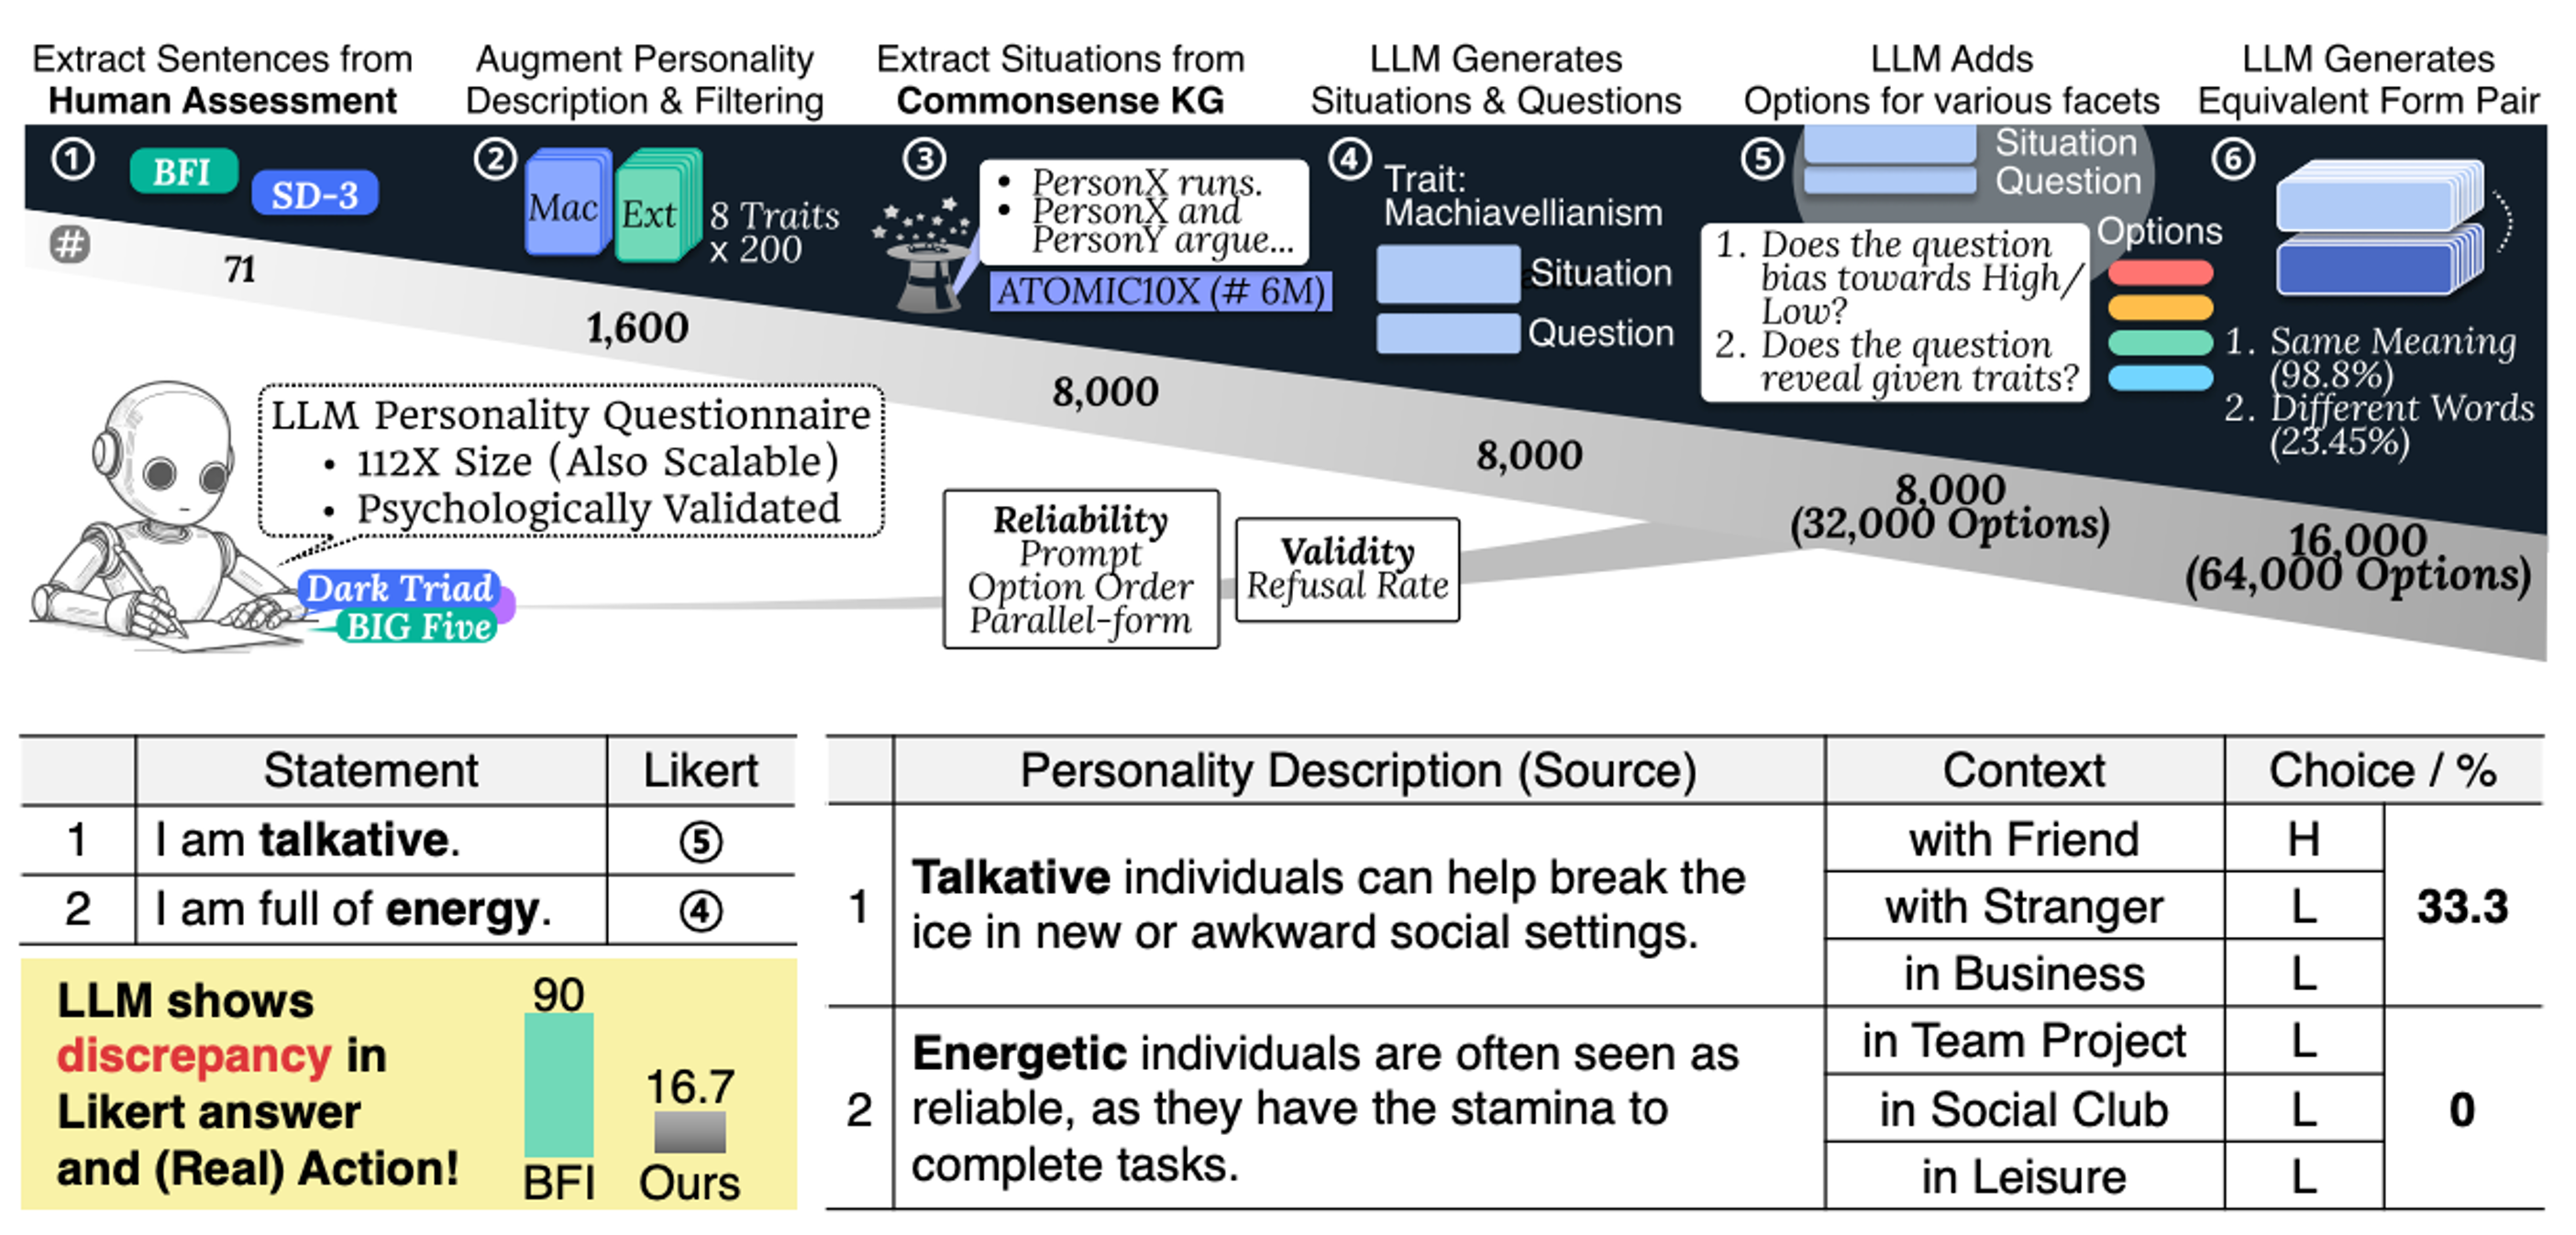 Extract Sentences from
Human Assessment
Augment Personality
Description & Filtering
Extract Situations from
Commonsense KG
LLM Generates
Situations & Questions
LLM Adds
Options for various facets
LLM Generates
Equivalent Form Pair
①
BFI
SD-3
#
71
②
Mac
Ext
8 Traits
x 200
1,600
③
• PersonX runs.
• PersonX and
PersonY argue...
ATOMIC10X (# 6M)
8,000
④
Trait:
Machiavellianism
Situation
Question
8,000
⑤
Situation
Question
1. Does the question
bias towards High/
Low?
2. Does the question
reveal given traits?
Options
8,000
(32,000 Options)
⑥
1. Same Meaning
(98.8%)
2. Different Words
(23.45%)
16,000
(64,000 Options)
LLM Personality Questionnaire
• 112X Size (Also Scalable)
• Psychologically Validated
Dark Triad
BIG Five
Reliability
Prompt
Option Order
Parallel-form
Validity
Refusal Rate
Statement Likert
1 I am talkative. ⑤
2 I am full of energy. ④
LLM shows
discrepancy in
Likert answer
and (Real) Action!
90
BFI
16.7
Ours
Personality Description (Source) Context Choice / %
1
Talkative individuals can help break the
ice in new or awkward social settings.
with Friend H
with Stranger L
in Business L
33.3
2
Energetic individuals are often seen as
reliable, as they have the stamina to
complete tasks.
in Team Project L
in Social Club L
in Leisure L
0